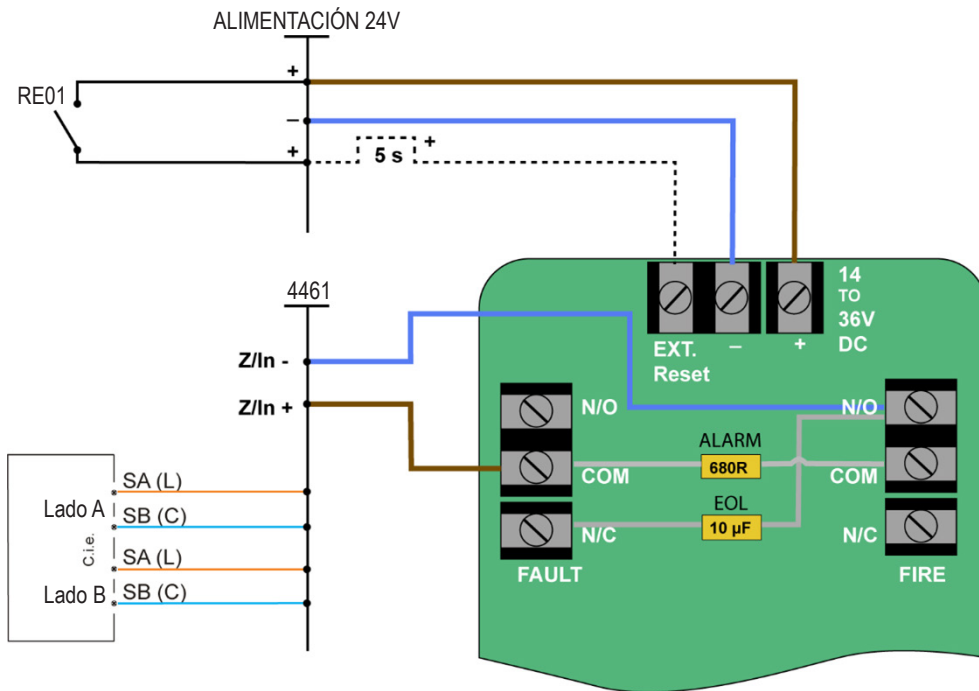 ALIMENTACIÓN 24V
+
RE01
–
+
5 s
+
4461
Z/In -
Z/In +
SA (L)
Lado A
SB (C)
C.i.e.
SA (L)
Lado B
SB (C)
14
TO
36V
DC
EXT.
Reset
–
+
N/O
N/O
ALARM
680R
COM
COM
EOL
10 µF
N/C
N/C
FAULT
FIRE